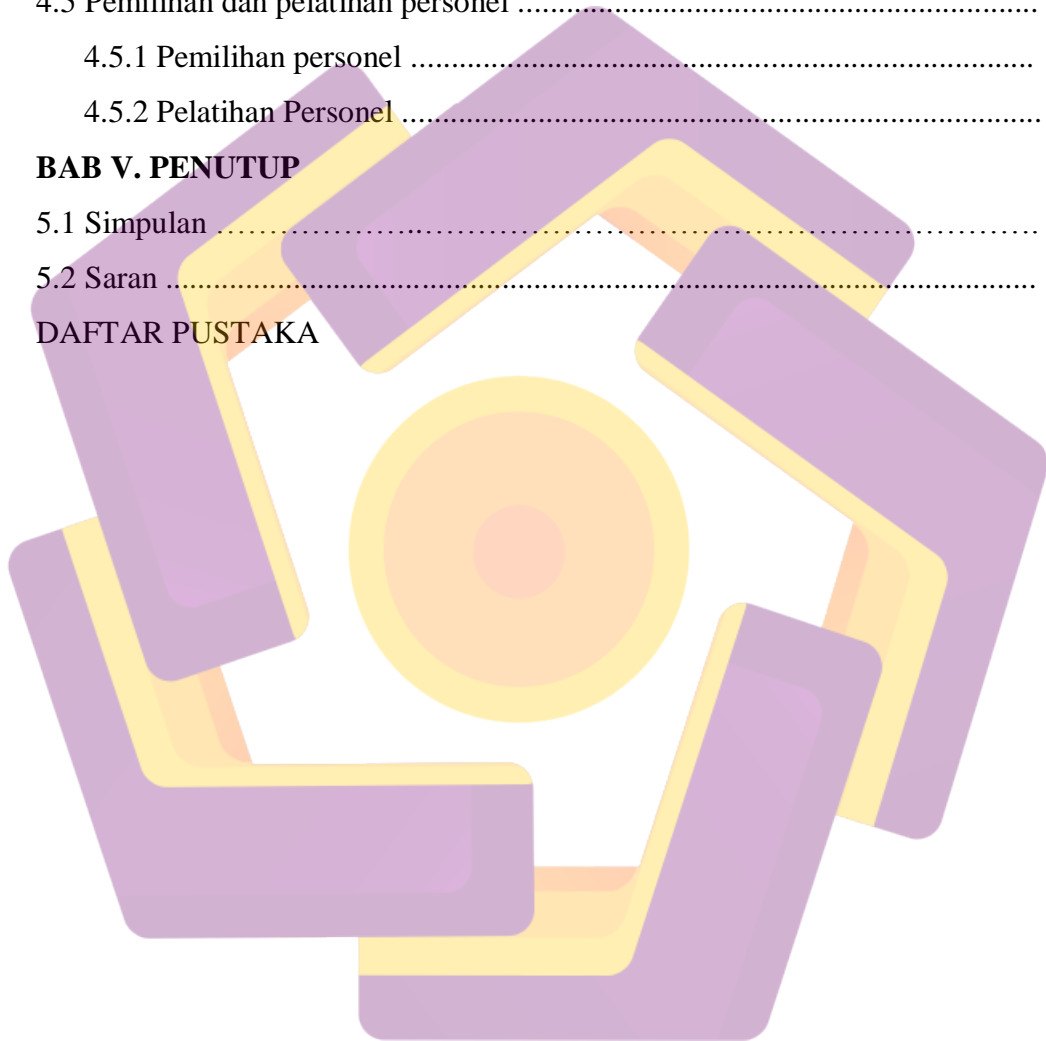 4.5 Pemilihan dan pelatihan personel ................................................................
4.5.1 Pemilihan personel ............................................................................
4.5.2 Pelatihan Personel ..............................................................................
BAB V. PENUTUP
5.1 Simpulan ………………..………………………………………………………….
5.2 Saran ..........................................................................................................
DAFTAR PUSTAKA